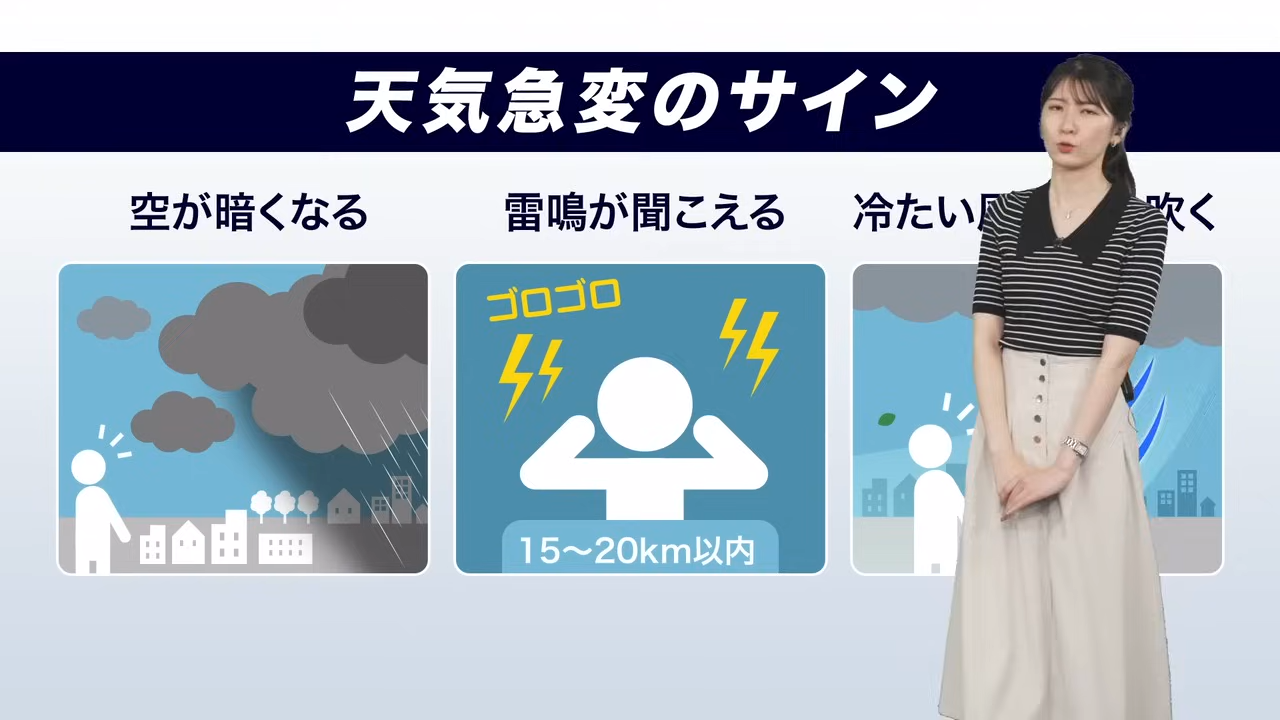 天気急変のサイン
空が暗くなる
雷鳴が聞こえる
冷たい 吹く
ゴロゴロ
15〜20km以内